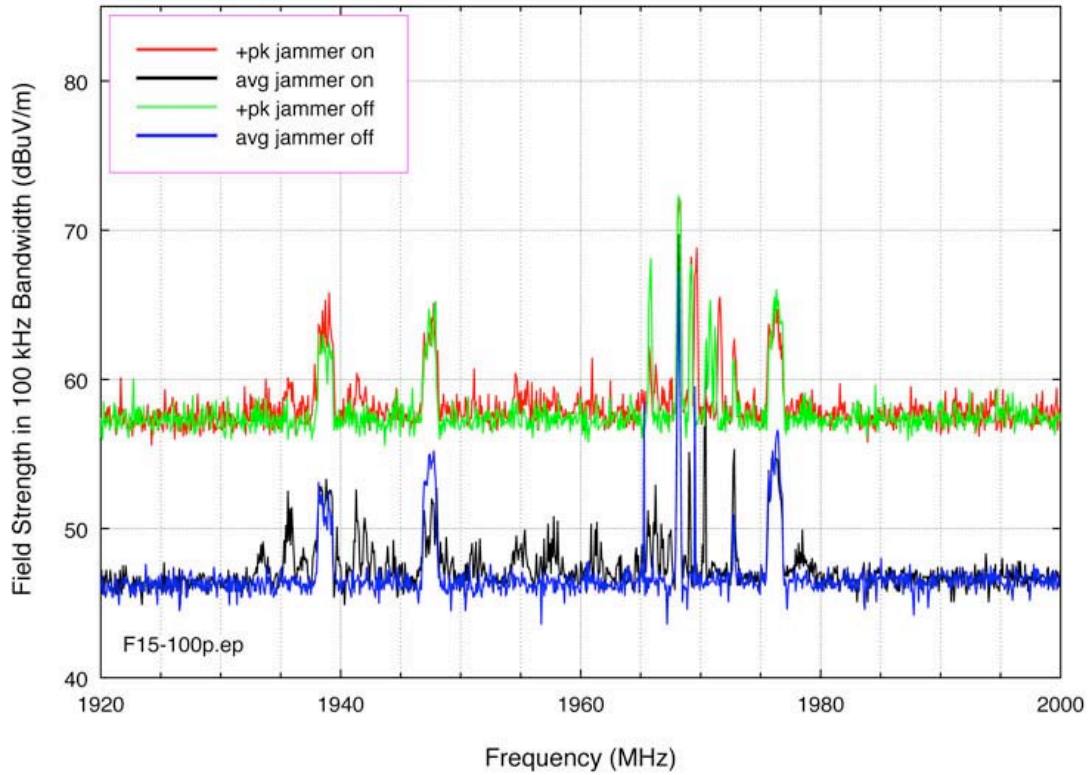 +pk jammer on
avg jammer on
+pk jammer off
avg jammer off
Field Strength in 100 kHz Bandwidth (dBuV/m)
80
70
60
50
40
F15-100p.ep
1920
1940
1960
1980
2000
Frequency (MHz)